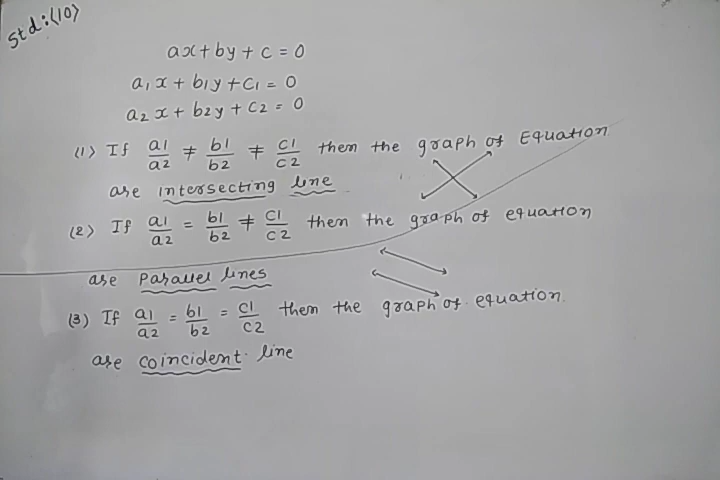 Std:(10)
ax + by + c = 0
a1 x + b1y + C1 = 0
a2 x + b2y + C2 = 0
(1) If a1/a2 ≠ b1/b2 ≠ C1/C2 then the graph of Equation
are intersecting line
(2) If a1/a2 = b1/b2 ≠ C1/C2 then the graph of equation
are Parallel lines
(3) If a1/a2 = b1/b2 = C1/C2 then the graph of equation.
are coincident line